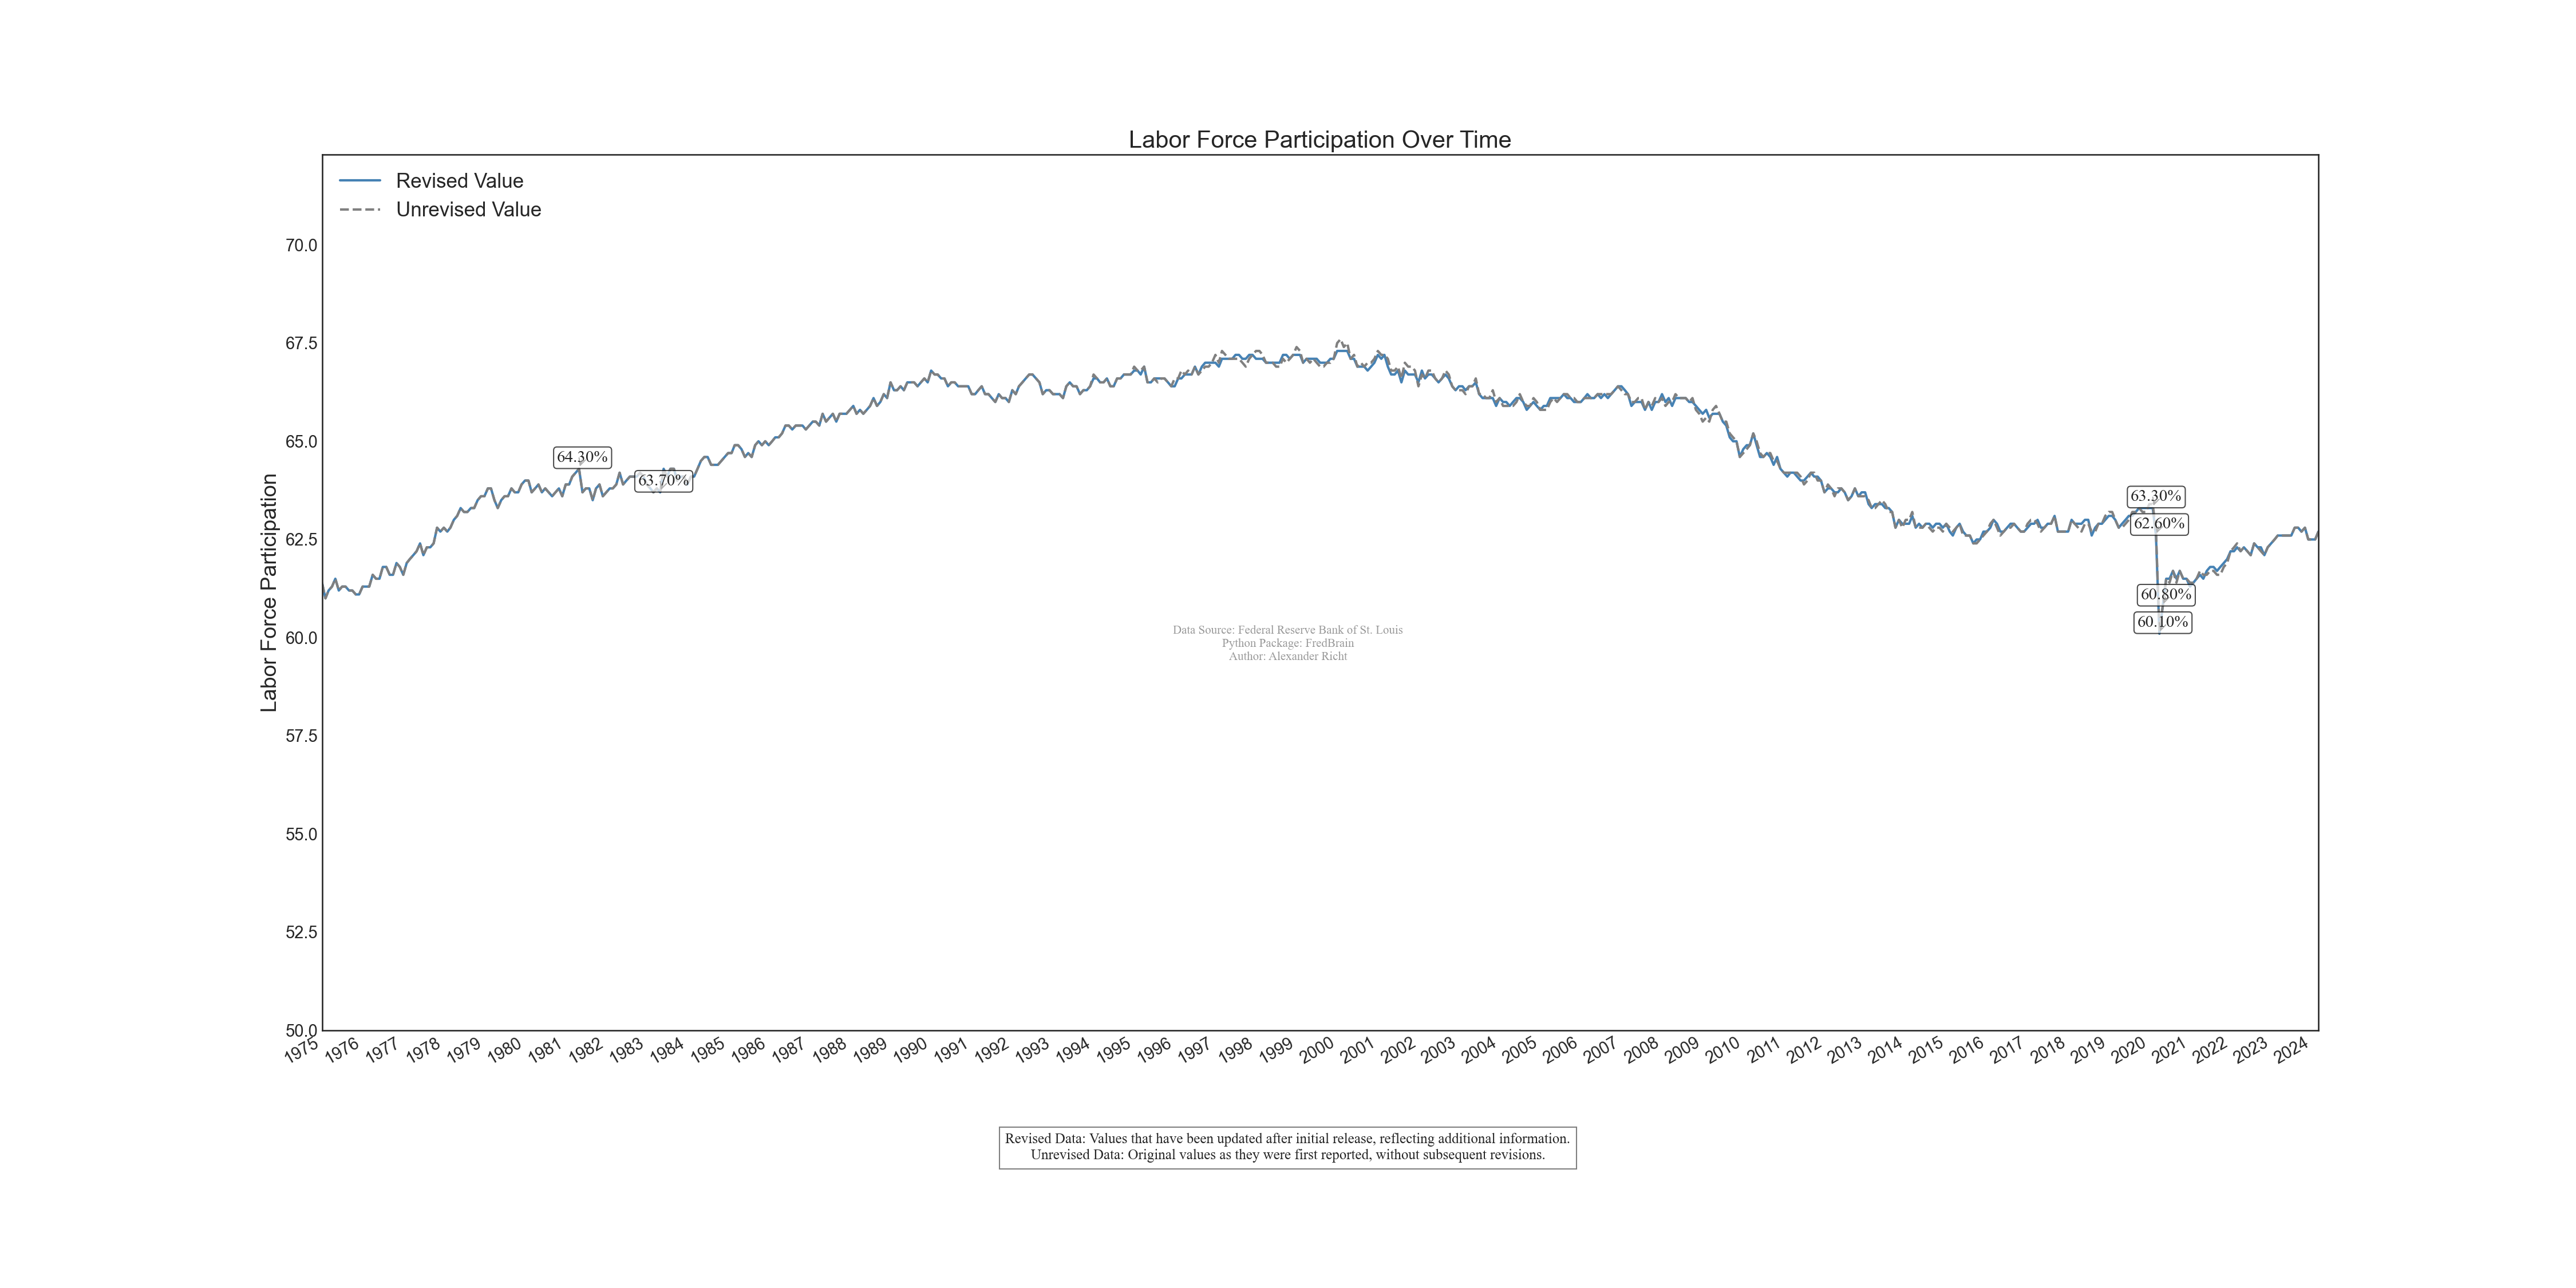 Labor Force Participation Over Time
Revised Value
Unrevised Value
Labor Force Participation
70.0
67.5
65.0
62.5
60.0
57.5
55.0
52.5
50.0
64.30%
63.70%
63.30%
62.60%
60.80%
60.10%
Data Source: Federal Reserve Bank of St. Louis
Python Package: FredBrain
Author: Alexander Richt
1975 1976 1977 1978 1979 1980 1981 1982 1983 1984 1985 1986 1987 1988 1989 1990 1991 1992 1993 1994 1995 1996 1997 1998 1999 2000 2001 2002 2003 2004 2005 2006 2007 2008 2009 2010 2011 2012 2013 2014 2015 2016 2017 2018 2019 2020 2021 2022 2023 2024
Revised Data: Values that have been updated after initial release, reflecting additional information.
Unrevised Data: Original values as they were first reported, without subsequent revisions.